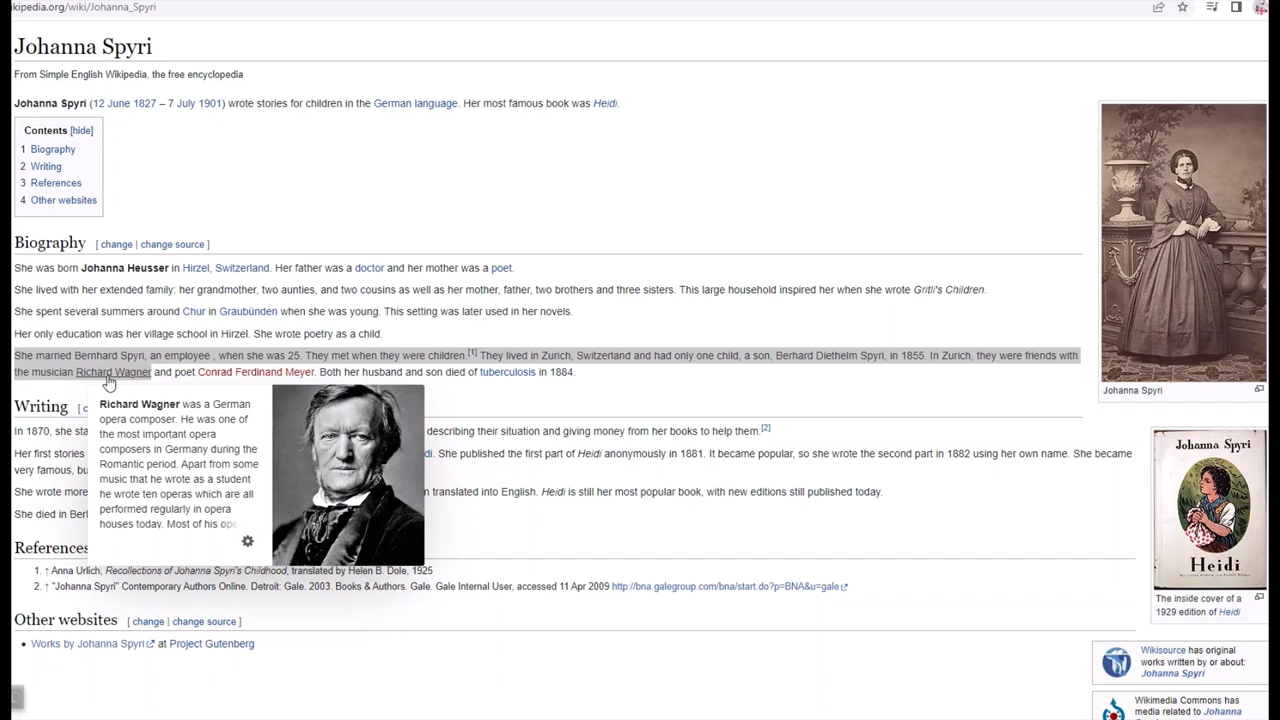 kipedia.org/wiki/Johanna_Spyri
Johanna Spyri
From Simple English Wikipedia, the free encyclopedia
Johanna Spyri (12 June 1827 – 7 July 1901) wrote stories for children in the German language. Her most famous book was Heidi.
Contents [hide]
1 Biography
2 Writing
3 References
4 Other websites
Johanna Spyri
Biography [ change | change source ]
She was born Johanna Heusser in Hirzel, Switzerland. Her father was a doctor and her mother was a poet.
She lived with her extended family: her grandmother, two aunties, and two cousins as well as her mother, father, two brothers and three sisters. This large household inspired her when she wrote Gritli's Children.
She spent several summers around Chur in Graubünden when she was young. This setting was later used in her novels.
Her only education was her village school in Hirzel. She wrote poetry as a child.
She married Bernhard Spyri, an employee , when she was 25. They met when they were children.[1] They lived in Zurich, Switzerland and had only one child, a son, Berhard Diethelm Spyri, in 1855. In Zurich, they were friends with
the musician Richard Wagner and poet Conrad Ferdinand Meyer. Both her husband and son died of tuberculosis in 1884.
Richard Wagner was a German
opera composer. He was one of
the most important opera
composers in Germany during the
Romantic period. Apart from some
music that he wrote as a student
he wrote ten operas which are all
performed regularly in opera
houses today. Most of his ope
Writing [ c
In 1870, she sta describing their situation and giving money from her books to help them.[2]
Her first stories di. She published the first part of Heidi anonymously in 1881. It became popular, so she wrote the second part in 1882 using her own name. She became
very famous, bu
She wrote more n translated into English. Heidi is still her most popular book, with new editions still published today.
She died in Berl
Johanna Spyri
Heidi
The inside cover of a
1929 edition of Heidi
References
1. ↑ Anna Urlich, Recollections of Johanna Spyri's Childhood, translated by Helen B. Dole, 1925
2. ↑ "Johanna Spyri" Contemporary Authors Online. Detroit: Gale. 2003. Books & Authors. Gale. Gale Internal User, accessed 11 Apr 2009 http://bna.galegroup.com/bna/start.do?p=BNA&u=gale
Other websites [ change | change source ]
• Works by Johanna Spyri at Project Gutenberg
Wikisource has original
works written by or about:
Johanna Spyri
Wikimedia Commons has
media related to Johanna